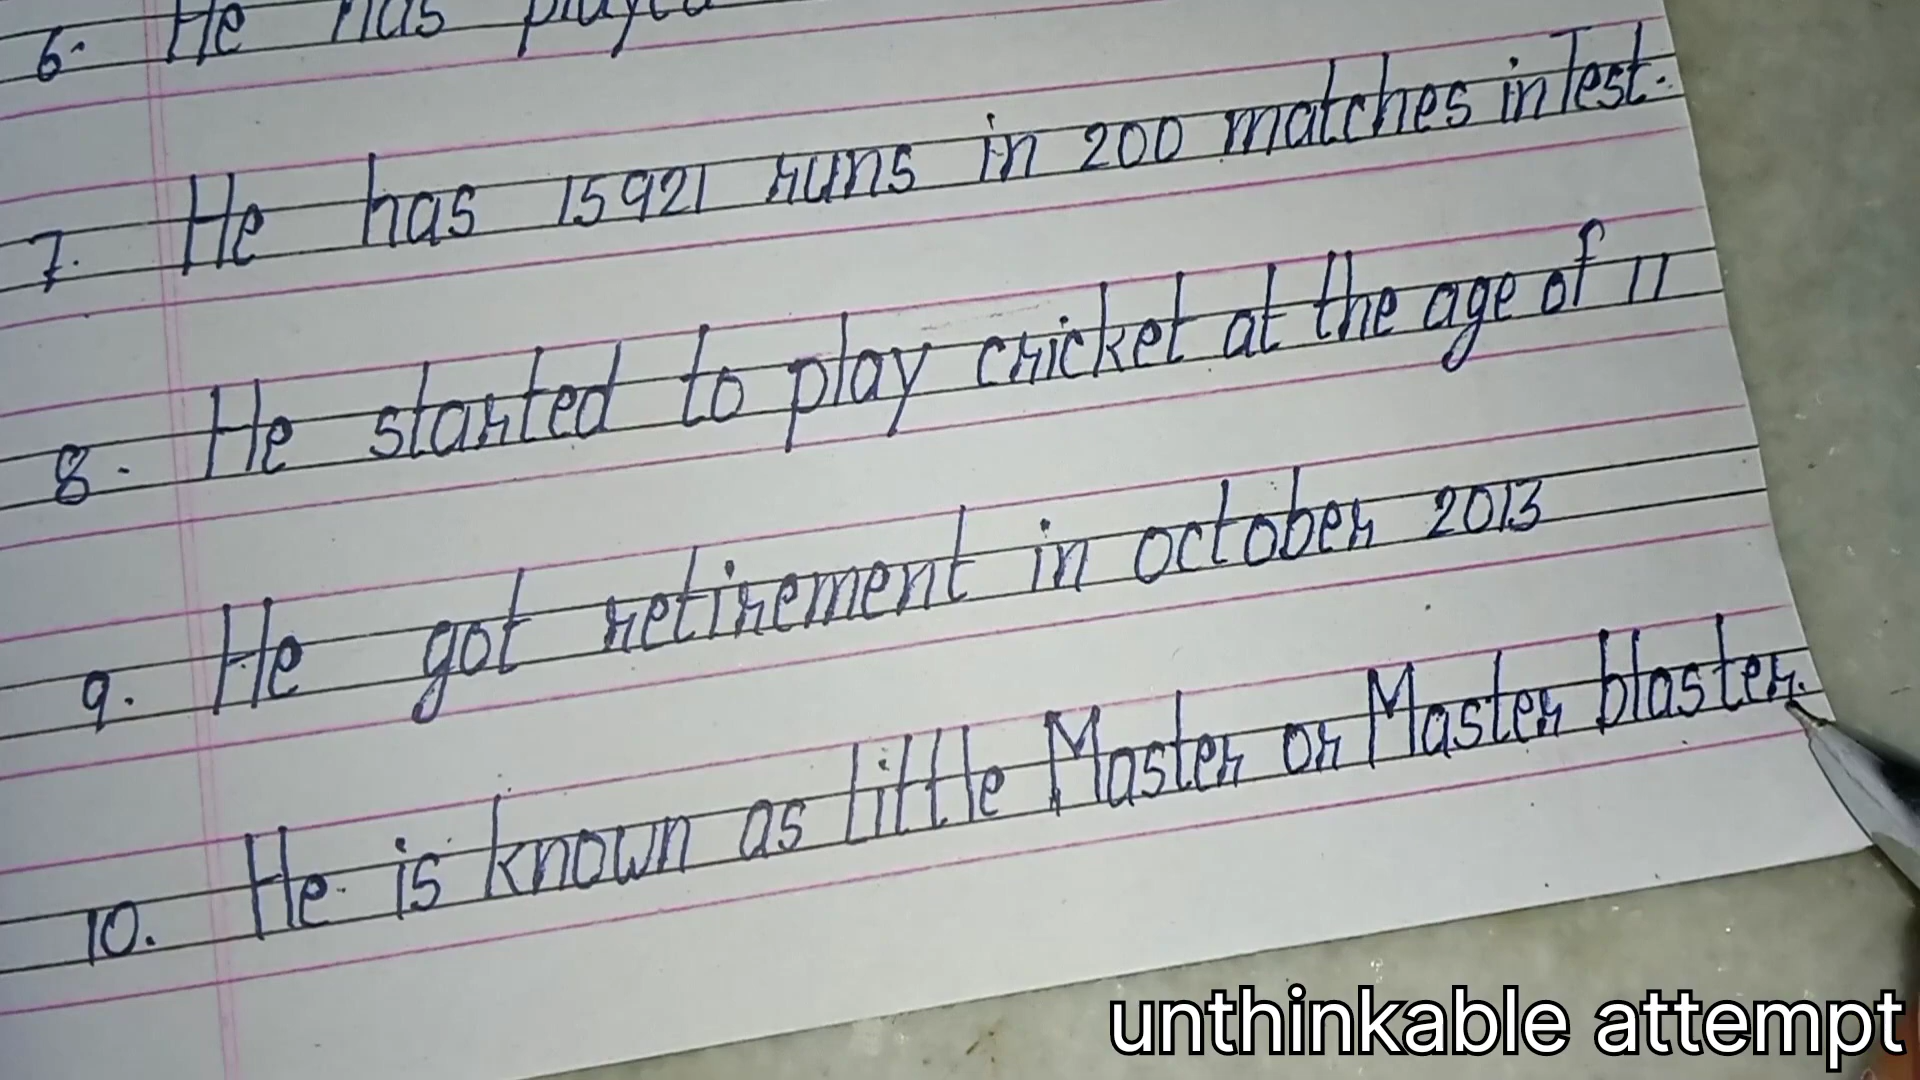 6. He has played
7. He has 15921 runs in 200 matches in Test.
8. He started to play cricket at the age of 11
9. He got retirement in october 2013
10. He is known as little Master or Master blaster.
unthinkable attempt